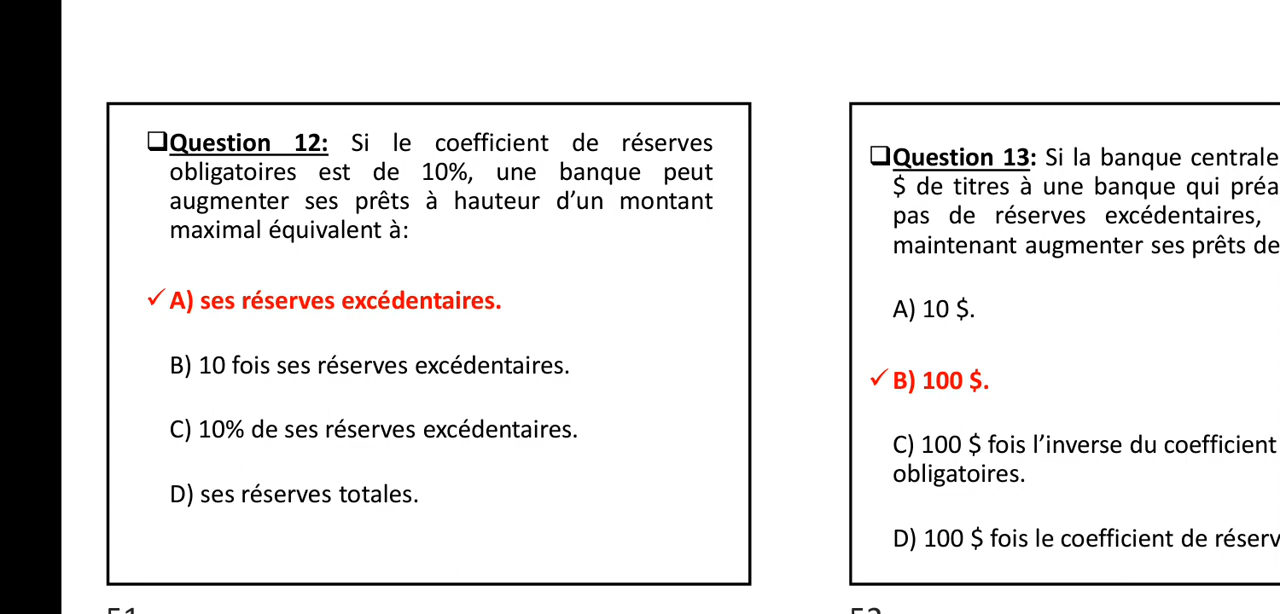 ❑Question 12: Si le coefficient de réserves
obligatoires est de 10%, une banque peut
augmenter ses prêts à hauteur d’un montant
maximal équivalent à:
✓ A) ses réserves excédentaires.
B) 10 fois ses réserves excédentaires.
C) 10% de ses réserves excédentaires.
D) ses réserves totales.
❑Question 13: Si la banque centrale
$ de titres à une banque qui préa
pas de réserves excédentaires,
maintenant augmenter ses prêts de
A) 10 $.
✓ B) 100 $.
C) 100 $ fois l’inverse du coefficient
obligatoires.
D) 100 $ fois le coefficient de réserv